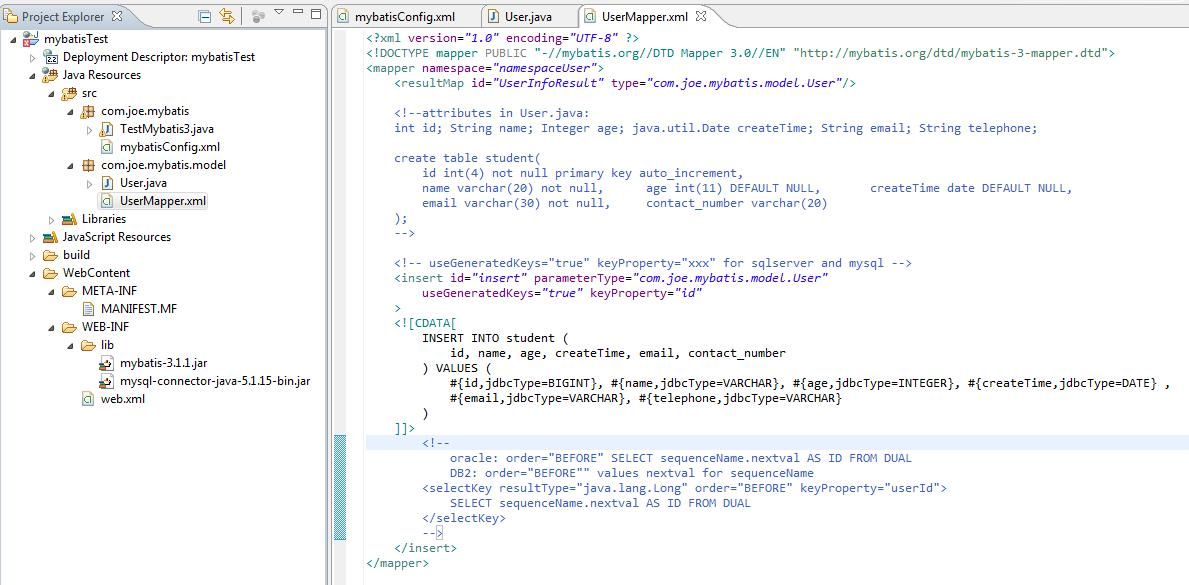 Project Explorer
mybatisTest
Deployment Descriptor: mybatisTest
Java Resources
src
com.joe.mybatis
TestMybatis3.java
mybatisConfig.xml
com.joe.mybatis.model
User.java
UserMapper.xml
Libraries
JavaScript Resources
build
WebContent
META-INF
MANIFEST.MF
WEB-INF
lib
mybatis-3.1.1.jar
mysql-connector-java-5.1.15-bin.jar
web.xml
mybatisConfig.xml User.java UserMapper.xml
<?xml version="1.0" encoding="UTF-8" ?>
<!DOCTYPE mapper PUBLIC "-//mybatis.org//DTD Mapper 3.0//EN" "http://mybatis.org/dtd/mybatis-3-mapper.dtd">
<mapper namespace="namespaceUser">
<resultMap id="UserInfoResult" type="com.joe.mybatis.model.User"/>
<!--attributes in User.java:
int id; String name; Integer age; java.util.Date createTime; String email; String telephone;
create table student(
id int(4) not null primary key auto_increment,
name varchar(20) not null, age int(11) DEFAULT NULL, createTime date DEFAULT NULL,
email varchar(30) not null, contact_number varchar(20)
);
-->
<!-- useGeneratedKeys="true" keyProperty="xxx" for sqlserver and mysql -->
<insert id="insert" parameterType="com.joe.mybatis.model.User"
useGeneratedKeys="true" keyProperty="id"
>
<![CDATA[
INSERT INTO student (
id, name, age, createTime, email, contact_number
) VALUES (
#{id,jdbcType=BIGINT}, #{name,jdbcType=VARCHAR}, #{age,jdbcType=INTEGER}, #{createTime,jdbcType=DATE} ,
#{email,jdbcType=VARCHAR}, #{telephone,jdbcType=VARCHAR}
)
]]>
<!--
oracle: order="BEFORE" SELECT sequenceName.nextval AS ID FROM DUAL
DB2: order="BEFORE"" values nextval for sequenceName
<selectKey resultType="java.lang.Long" order="BEFORE" keyProperty="userId">
SELECT sequenceName.nextval AS ID FROM DUAL
</selectKey>
-->
</insert>
</mapper>